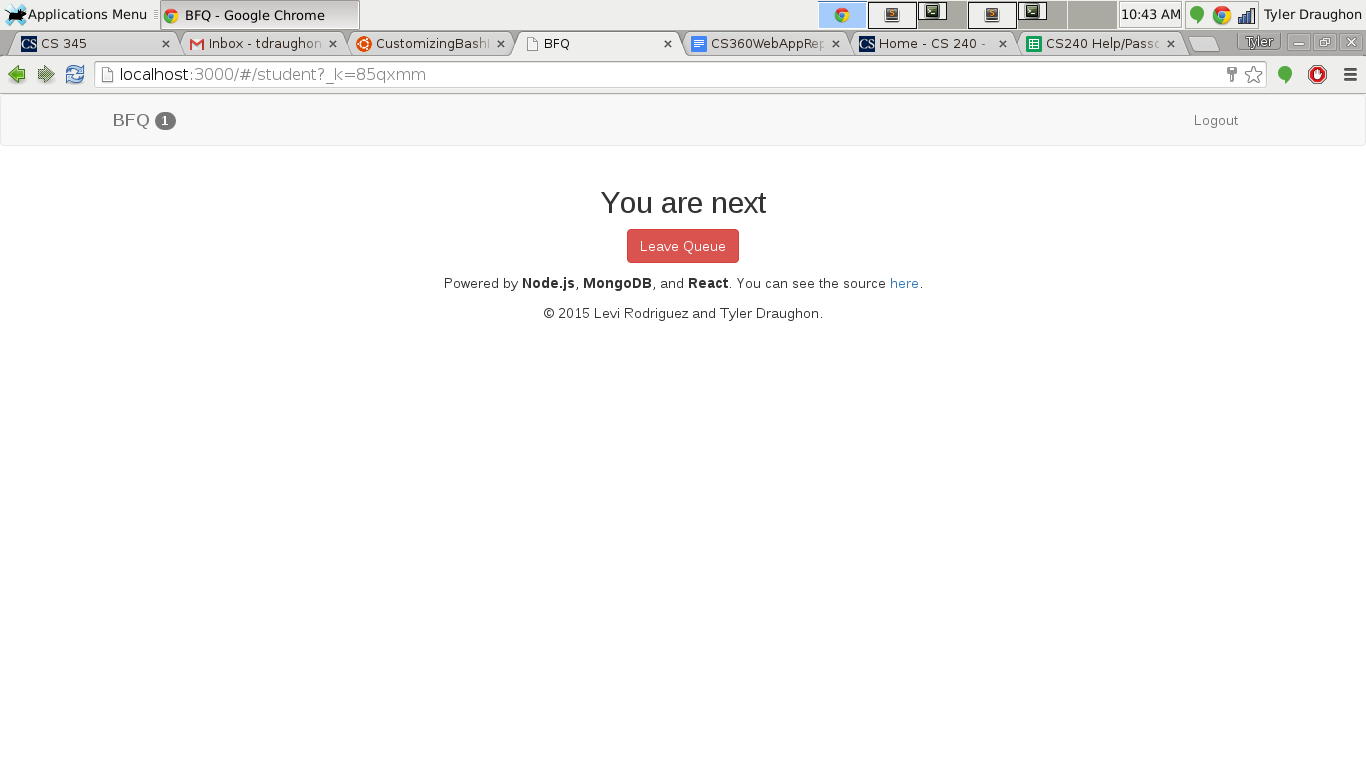 Applications Menu BFQ - Google Chrome 10:43 AM Tyler Draughon
CS 345 Inbox - tdraughon CustomizingBash BFQ CS360WebAppRep Home - CS 240 - CS240 Help/Passo Tyler
localhost:3000/#/student?_k=85qxmm
BFQ 1 Logout
You are next
Leave Queue
Powered by Node.js, MongoDB, and React. You can see the source here.
© 2015 Levi Rodriguez and Tyler Draughon.